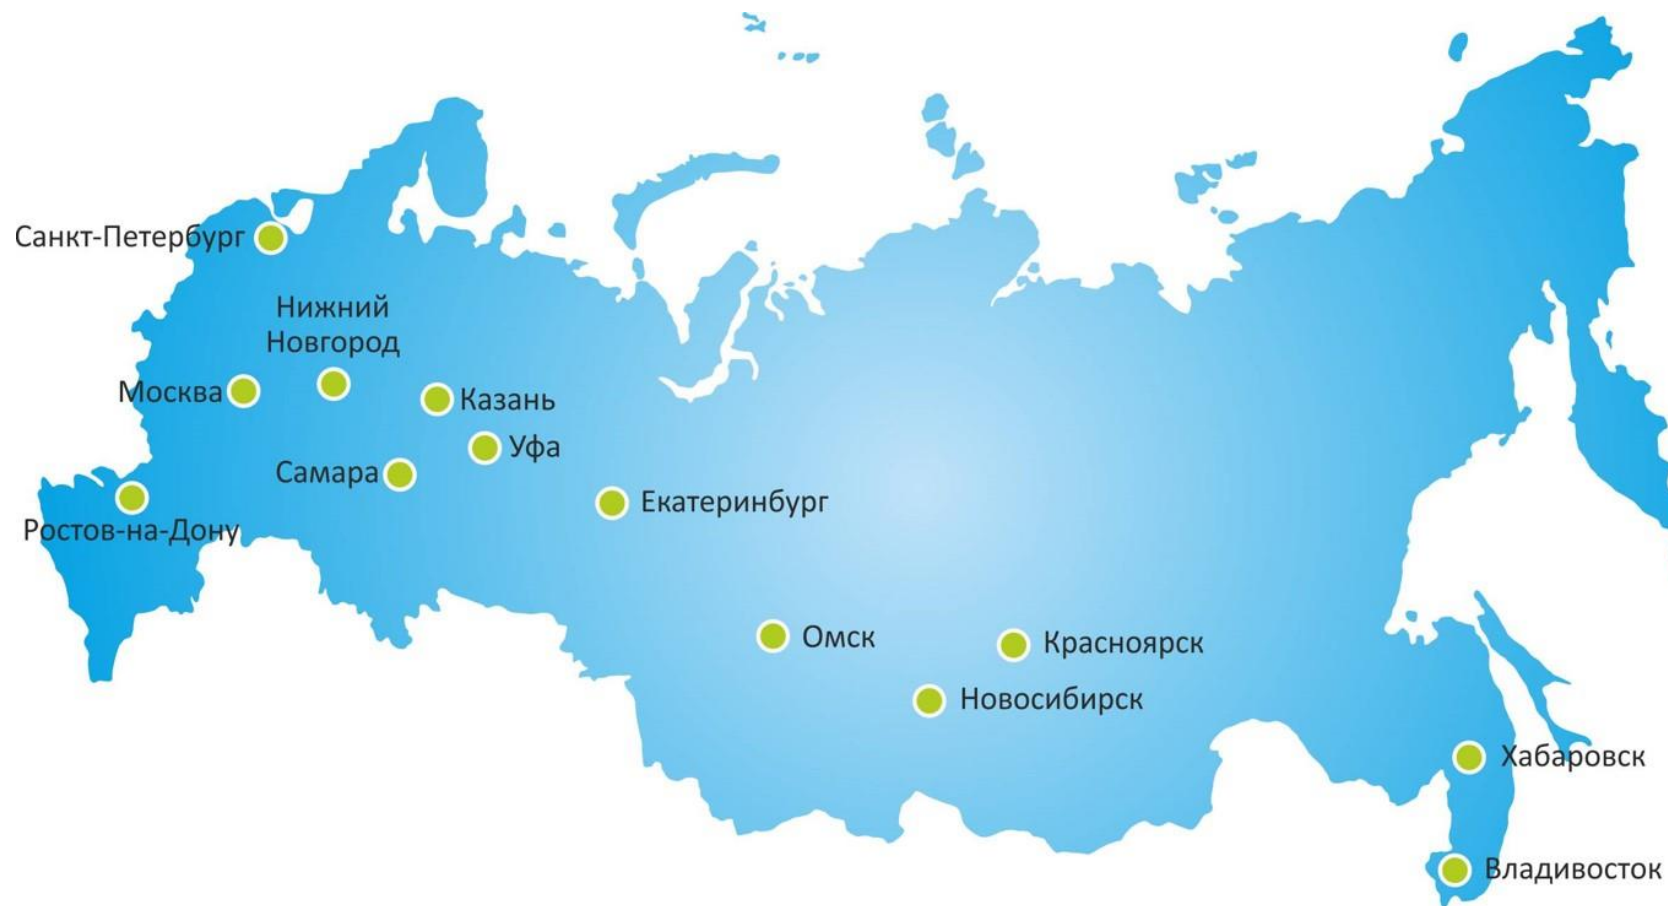 Санкт-Петербург
Нижний
Новгород
Москва
Казань
Уфа
Самара
Екатеринбург
Ростов-на-Дону
Омск
Красноярск
Новосибирск
Хабаровск
Владивосток